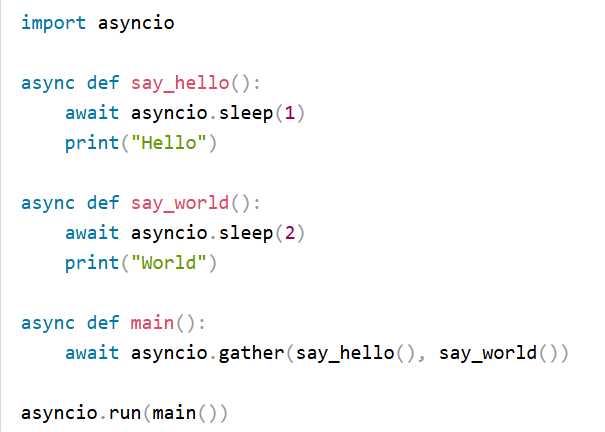 import asyncio

async def say_hello():
    await asyncio.sleep(1)
    print("Hello")

async def say_world():
    await asyncio.sleep(2)
    print("World")

async def main():
    await asyncio.gather(say_hello(), say_world())

asyncio.run(main())